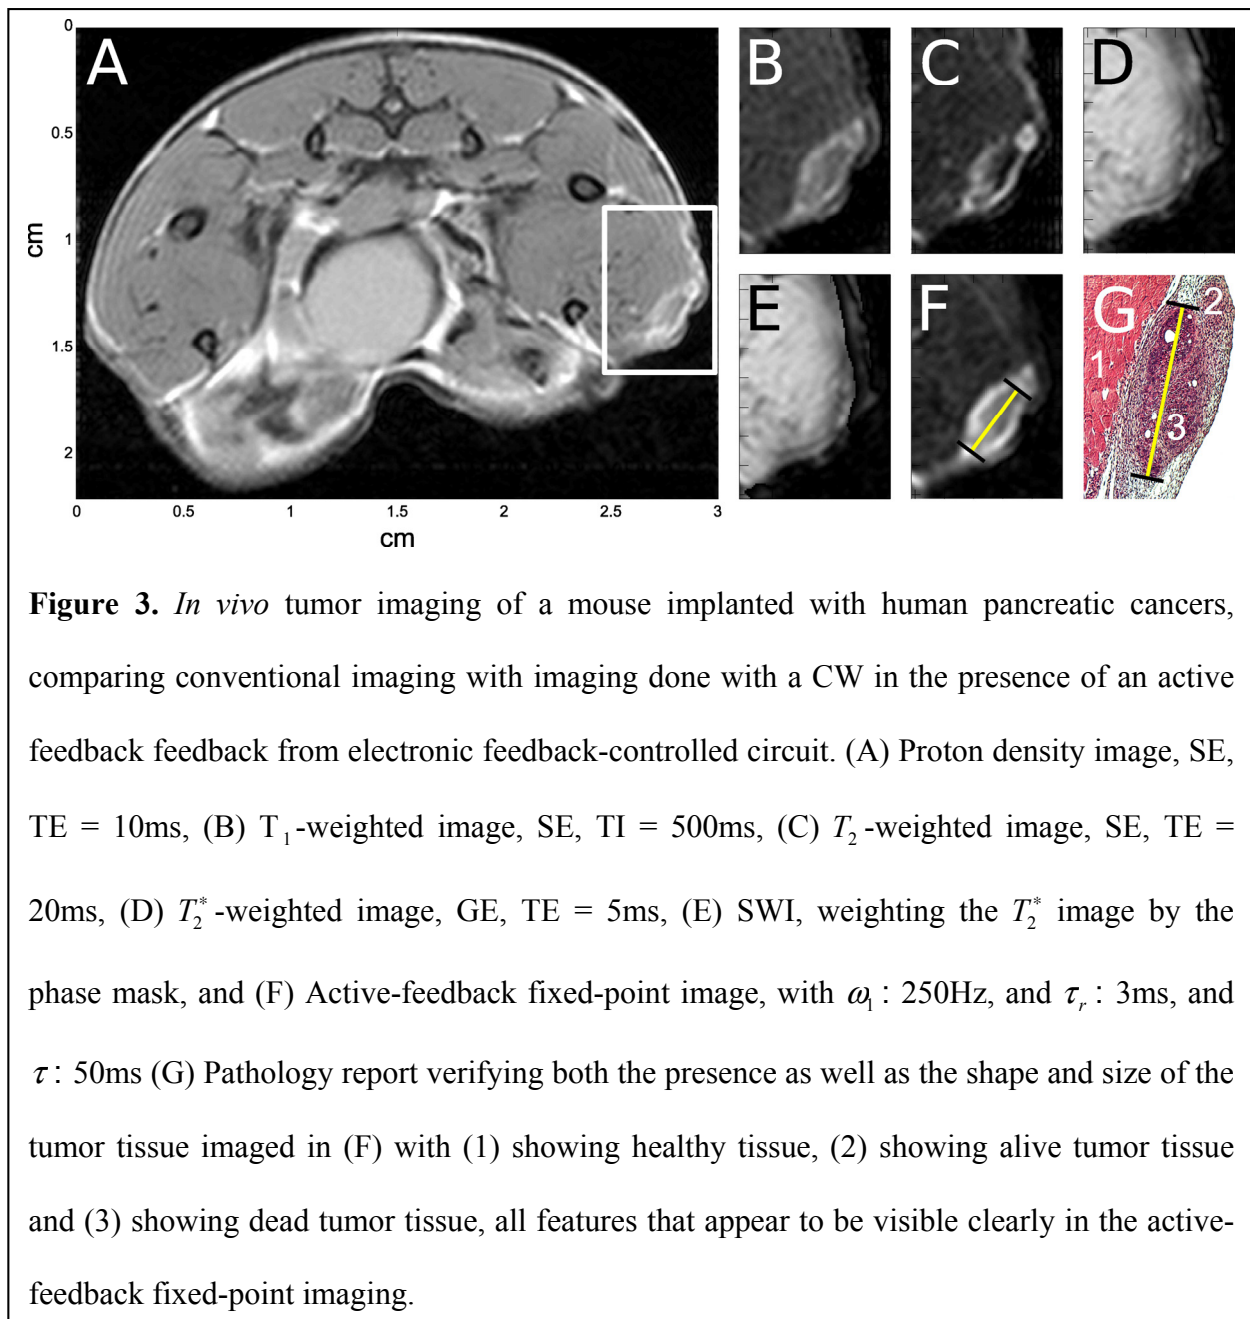 0
A
B
C
D
0.5
cm
1
E
F
G
2
1
3
1.5
2
0
0.5
1
1.5
2
2.5
3
cm
Figure 3. In vivo tumor imaging of a mouse implanted with human pancreatic cancers,
comparing conventional imaging with imaging done with a CW in the presence of an active
feedback feedback from electronic feedback-controlled circuit. (A) Proton density image, SE,
TE = 10ms, (B) T₁-weighted image, SE, TI = 500ms, (C) T₂-weighted image, SE, TE =
20ms, (D) T₂*-weighted image, GE, TE = 5ms, (E) SWI, weighting the T₂* image by the
phase mask, and (F) Active-feedback fixed-point image, with ω₁ : 250Hz, and τᵣ : 3ms, and
τ : 50ms (G) Pathology report verifying both the presence as well as the shape and size of the
tumor tissue imaged in (F) with (1) showing healthy tissue, (2) showing alive tumor tissue
and (3) showing dead tumor tissue, all features that appear to be visible clearly in the active-
feedback fixed-point imaging.